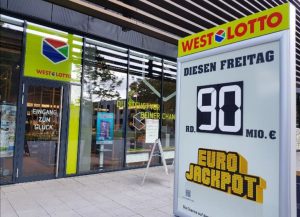 WEST LOTTO
EINGANG
ZUM
GLÜCK
WEST LOTTO
DIESEN FREITAG
RD. 90 MIO. €
EURO
JACKPOT